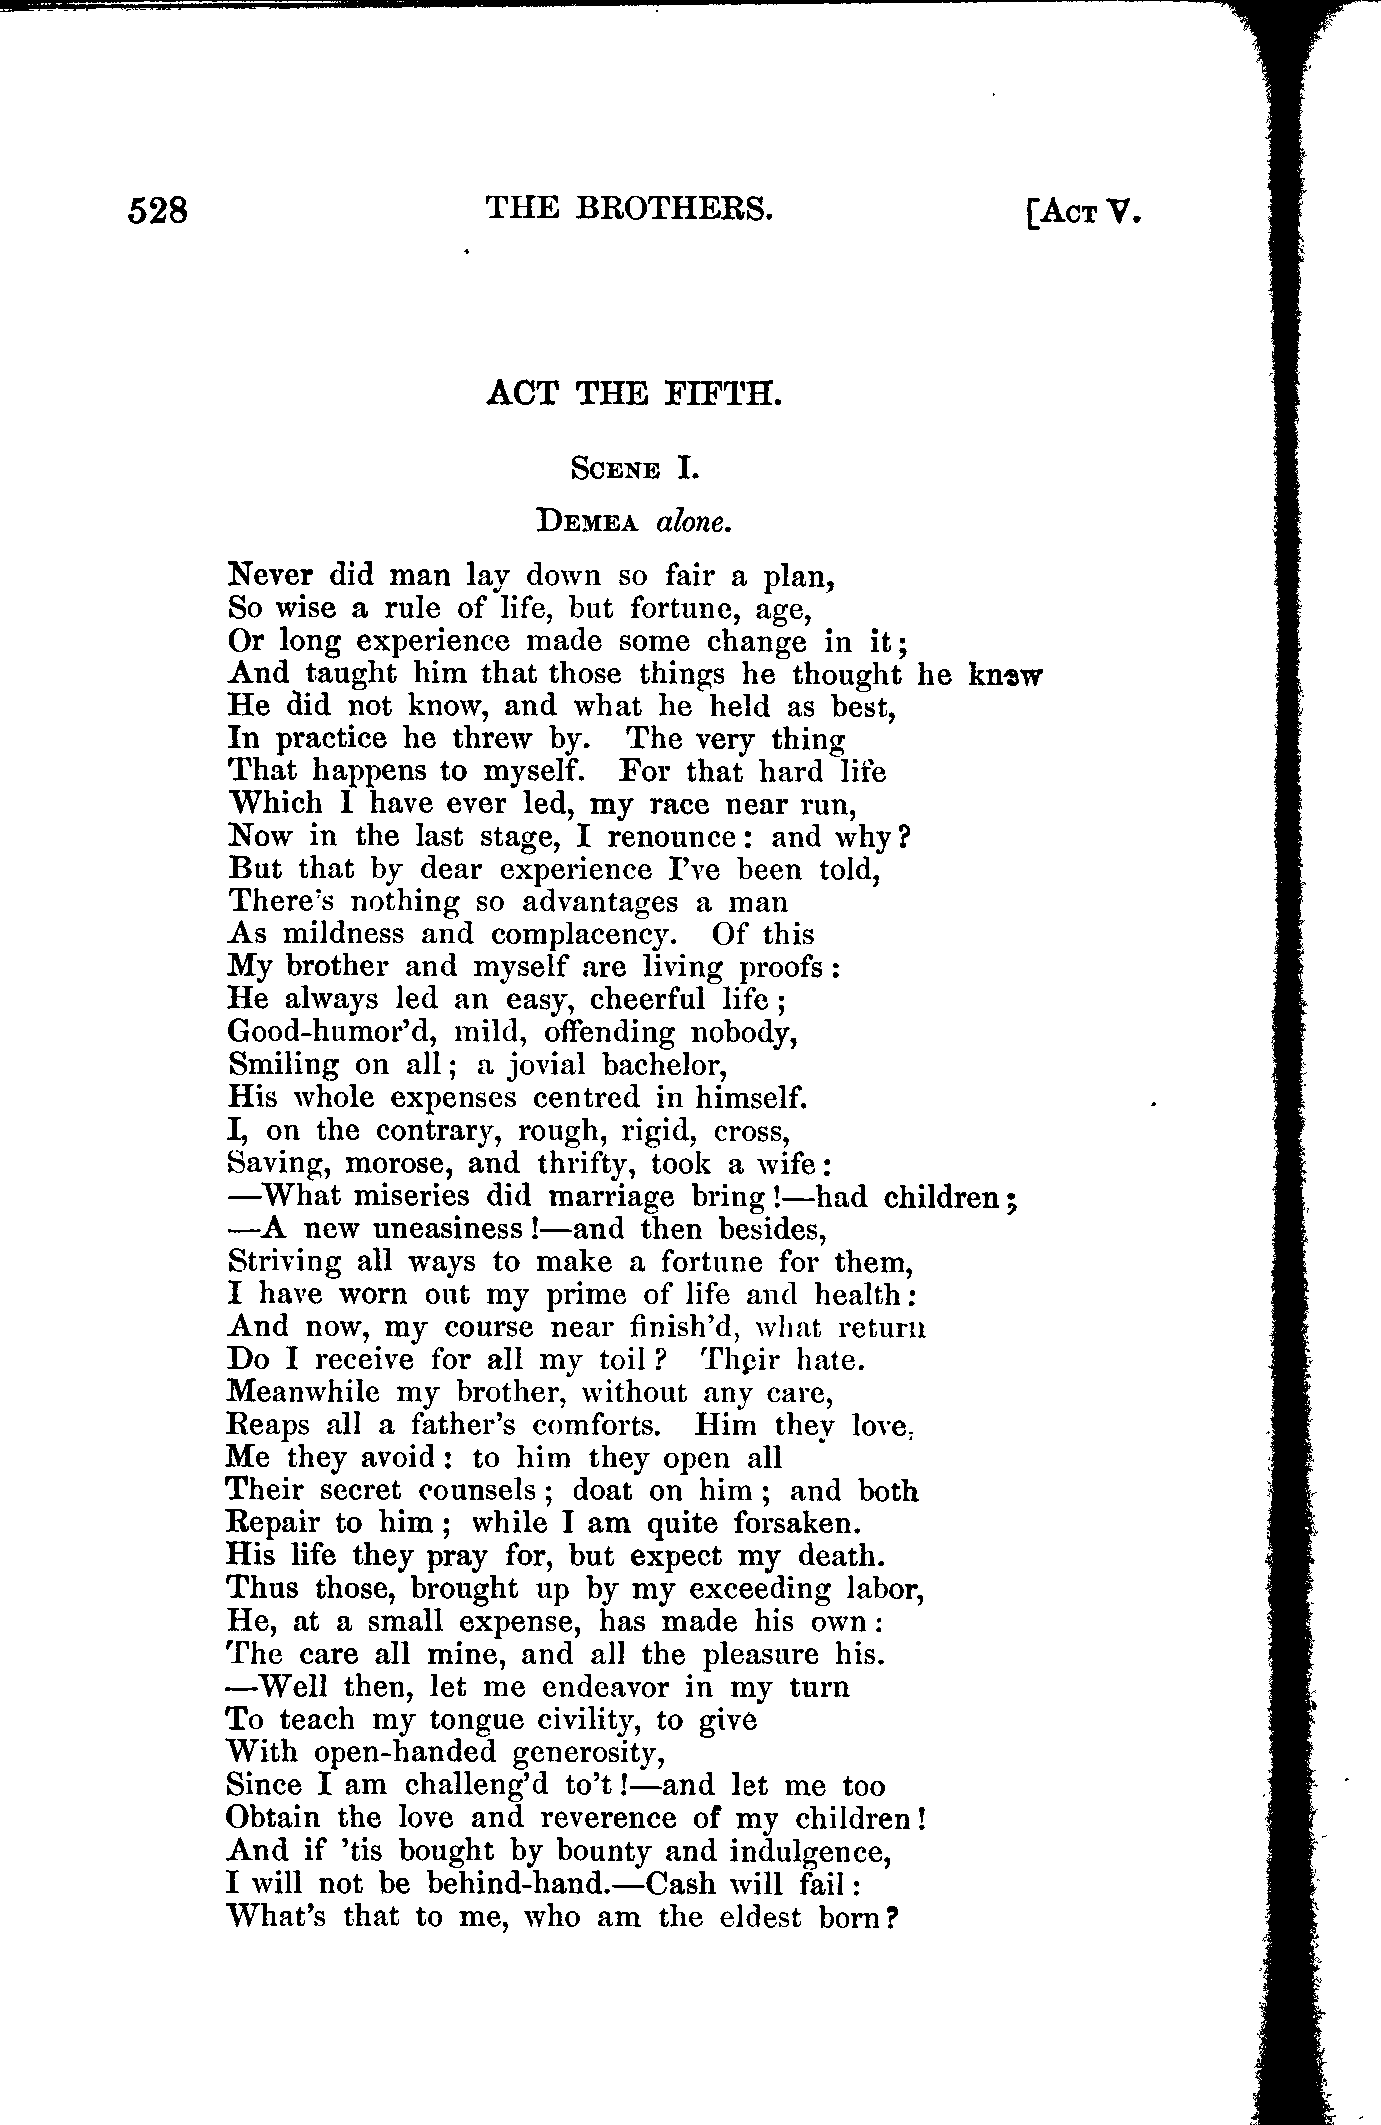 528 THE BROTHERS. [ACT V.
ACT THE FIFTH.
SCENE I.
DEMEA alone.
Never did man lay down so fair a plan,
So wise a rule of life, but fortune, age,
Or long experience made some change in it;
And taught him that those things he thought he knew
He did not know, and what he held as best,
In practice he threw by. The very thing
That happens to myself. For that hard life
Which I have ever led, my race near run,
Now in the last stage, I renounce: and why?
But that by dear experience I've been told,
There's nothing so advantages a man
As mildness and complacency. Of this
My brother and myself are living proofs:
He always led an easy, cheerful life;
Good-humor'd, mild, offending nobody,
Smiling on all; a jovial bachelor,
His whole expenses centred in himself.
I, on the contrary, rough, rigid, cross,
Saving, morose, and thrifty, took a wife:
—What miseries did marriage bring!—had children;
—A new uneasiness!—and then besides,
Striving all ways to make a fortune for them,
I have worn out my prime of life and health:
And now, my course near finish'd, what return
Do I receive for all my toil? Their hate.
Meanwhile my brother, without any care,
Reaps all a father's comforts. Him they love,
Me they avoid: to him they open all
Their secret counsels; doat on him; and both
Repair to him; while I am quite forsaken.
His life they pray for, but expect my death.
Thus those, brought up by my exceeding labor,
He, at a small expense, has made his own:
The care all mine, and all the pleasure his.
—Well then, let me endeavor in my turn
To teach my tongue civility, to give
With open-handed generosity,
Since I am challeng'd to't!—and let me too
Obtain the love and reverence of my children!
And if 'tis bought by bounty and indulgence,
I will not be behind-hand.—Cash will fail:
What's that to me, who am the eldest born?